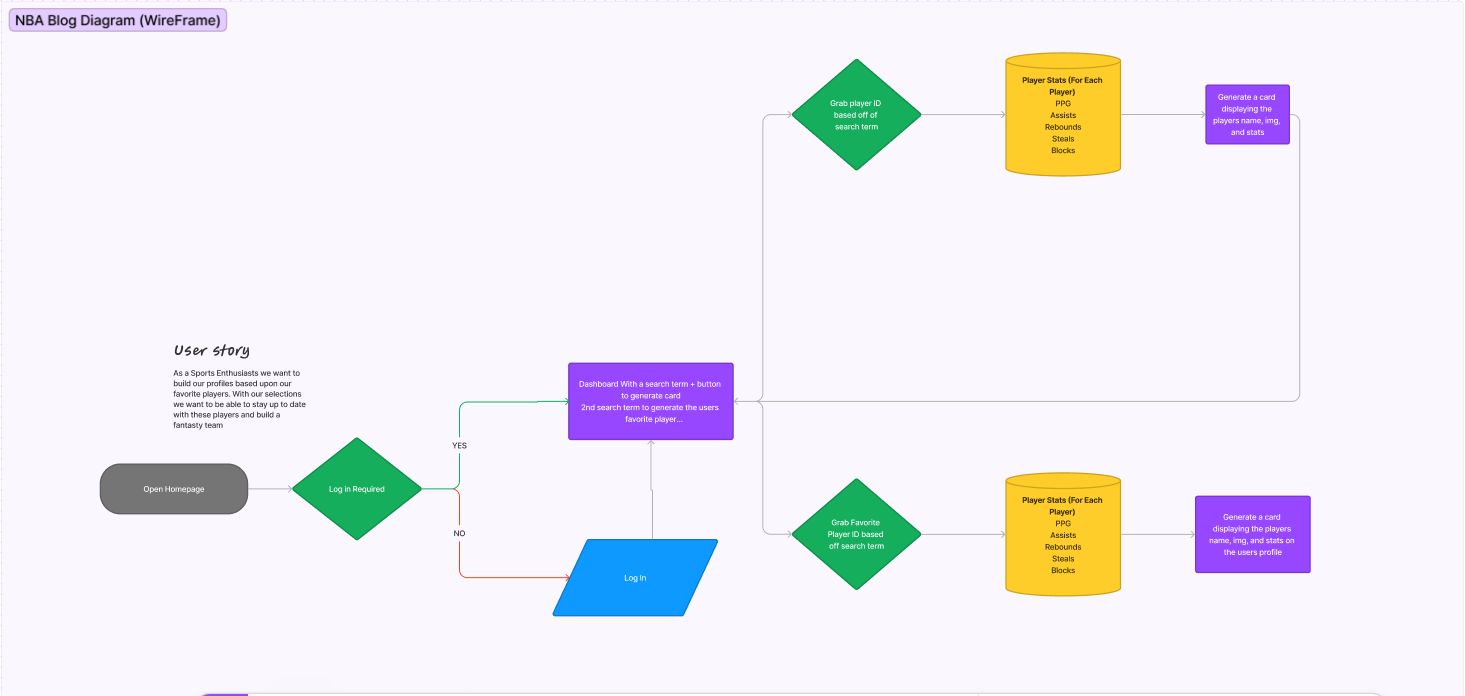 NBA Blog Diagram (WireFrame)
Grab player ID
based off of
search term
Player Stats (For Each
Player)
PPG
Assists
Rebounds
Steals
Blocks
Generate a card
displaying the
players name, img,
and stats
User story
As a Sports Enthusiasts we want to
build our profiles based upon our
favorite players. With our selections
we want to be able to stay up to date
with these players and build a
fantasty team
Open Homepage
Log in Required
YES
NO
Dashboard With a search term + button
to generate card
2nd search term to generate the users
favorite player...
Log In
Grab Favorite
Player ID based
off search term
Player Stats (For Each
Player)
PPG
Assists
Rebounds
Steals
Blocks
Generate a card
displaying the players
name, img, and stats on
the users profile